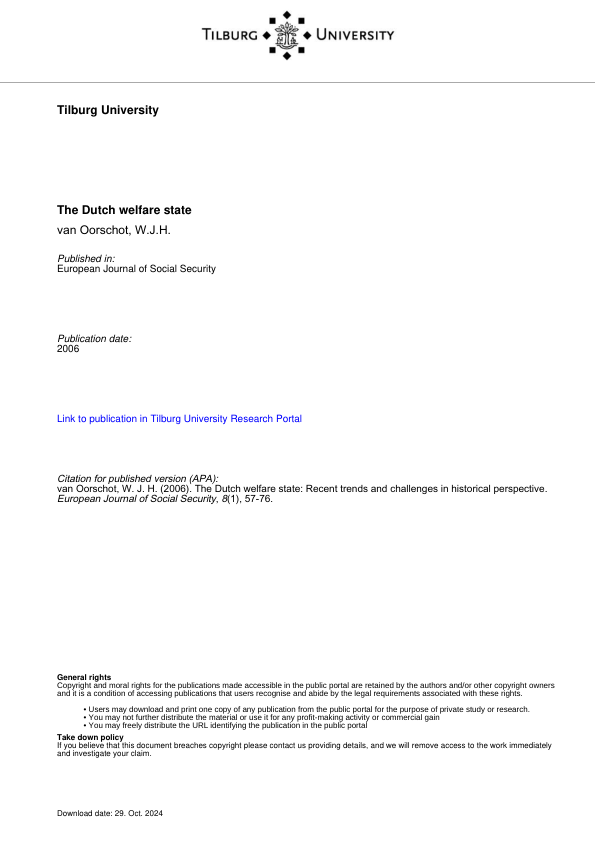 TILBURG UNIVERSITY
Tilburg University
The Dutch welfare state
van Oorschot, W.J.H.
Published in:
European Journal of Social Security
Publication date:
2006
Link to publication in Tilburg University Research Portal
Citation for published version (APA):
van Oorschot, W. J. H. (2006). The Dutch welfare state: Recent trends and challenges in historical perspective.
European Journal of Social Security, 8(1), 57-76.
General rights
Copyright and moral rights for the publications made accessible in the public portal are retained by the authors and/or other copyright owners
and it is a condition of accessing publications that users recognise and abide by the legal requirements associated with these rights.
• Users may download and print one copy of any publication from the public portal for the purpose of private study or research.
• You may not further distribute the material or use it for any profit-making activity or commercial gain
• You may freely distribute the URL identifying the publication in the public portal
Take down policy
If you believe that this document breaches copyright please contact us providing details, and we will remove access to the work immediately
and investigate your claim.
Download date: 29. Oct. 2024